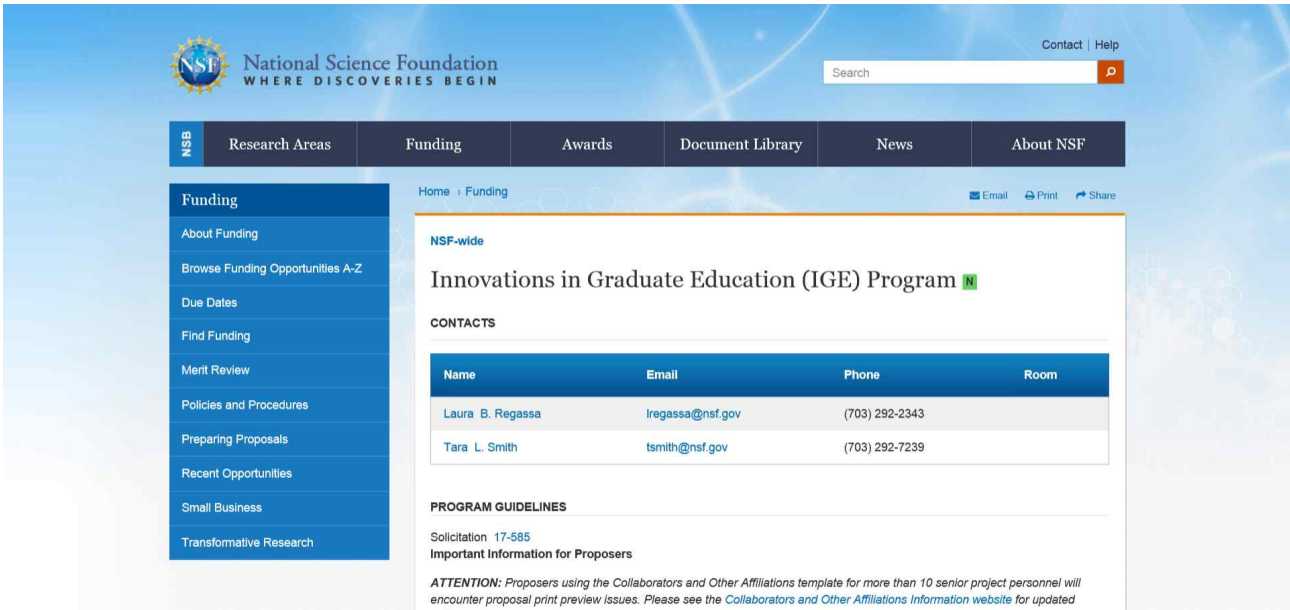 Contact | Help
NSF
National Science Foundation
WHERE DISCOVERIES BEGIN
Search
NSB
Research Areas
Funding
Awards
Document Library
News
About NSF
Funding
About Funding
Browse Funding Opportunities A-Z
Due Dates
Find Funding
Merit Review
Policies and Procedures
Preparing Proposals
Recent Opportunities
Small Business
Transformative Research
Home › Funding
Email Print Share
NSF-wide
Innovations in Graduate Education (IGE) Program N
CONTACTS
Name Email Phone Room
Laura B. Regassa lregassa@nsf.gov (703) 292-2343
Tara L. Smith tsmith@nsf.gov (703) 292-7239
PROGRAM GUIDELINES
Solicitation 17-585
Important Information for Proposers
ATTENTION: Proposers using the Collaborators and Other Affiliations template for more than 10 senior project personnel will
encounter proposal print preview issues. Please see the Collaborators and Other Affiliations Information website for updated